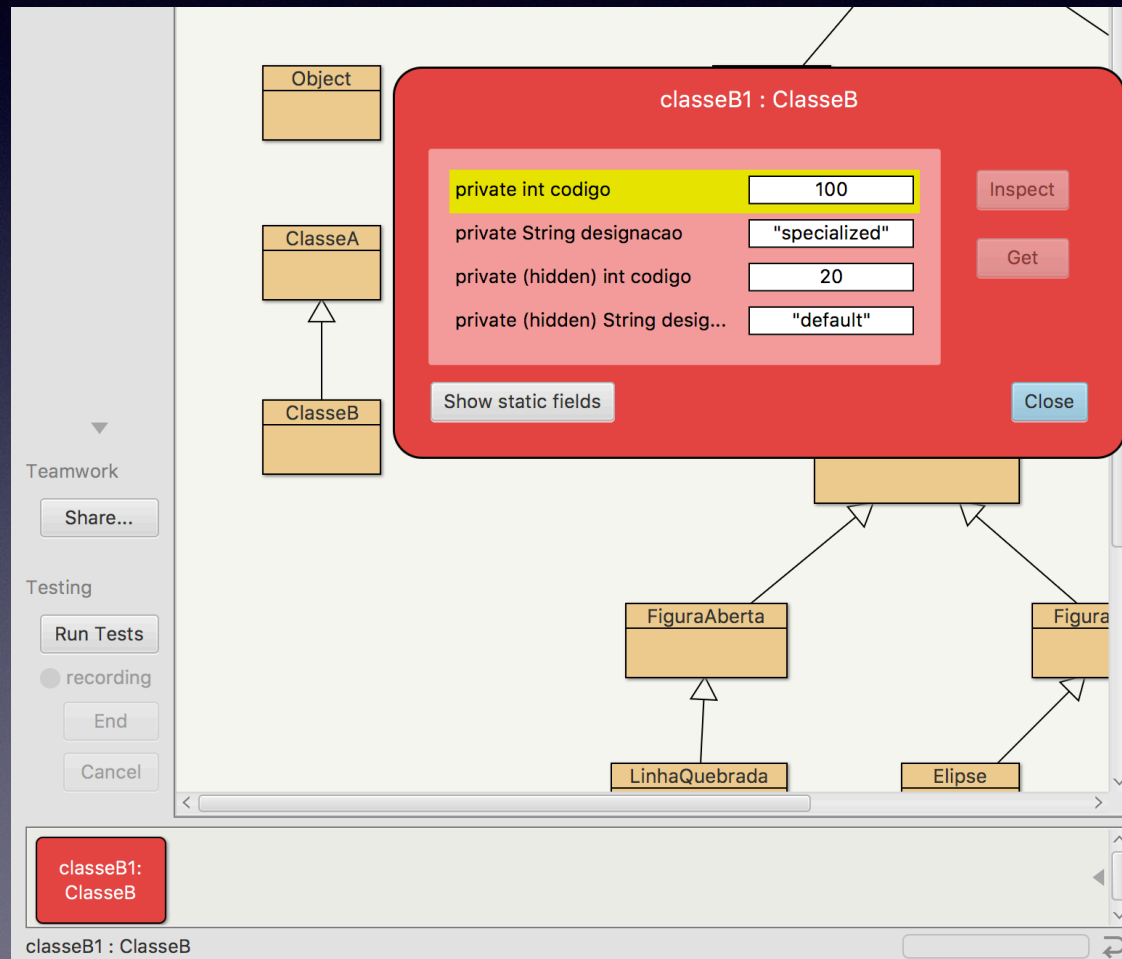 Object
classeB1 : ClasseB
private int codigo 100
Inspect
private String designacao "specialized"
ClasseA
Get
private (hidden) int codigo 20
private (hidden) String desig... "default"
Show static fields
Close
ClasseB
Teamwork
Share...
Testing
FiguraAberta
Figura
Run Tests
recording
End
Cancel
LinhaQuebrada
Elipse
classeB1:
ClasseB
classeB1 : ClasseB